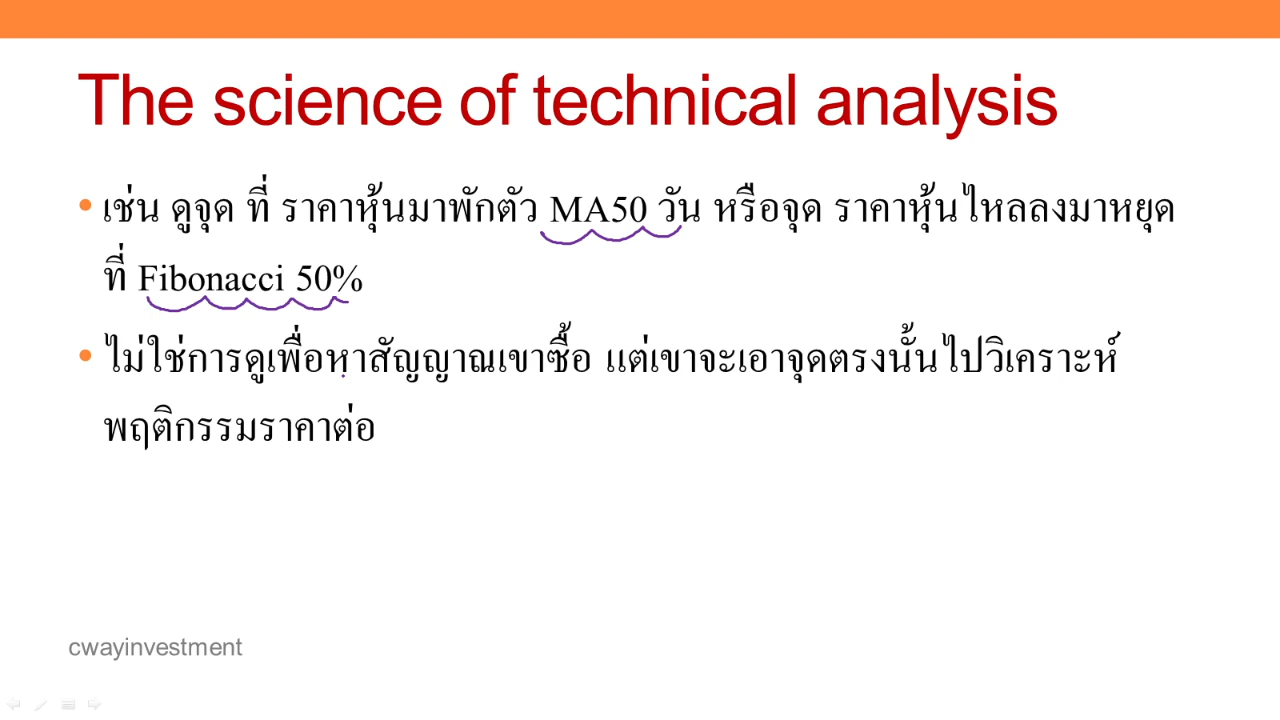 The science of technical analysis
• เช่น ดูจุด ที่ ราคาหุ้นมาพักตัว MA50 วัน หรือจุด ราคาหุ้นไหลลงมาหยุด
ที่ Fibonacci 50%
• ไม่ใช่การดูเพื่อหาสัญญาณเขาซื้อ แต่เขาจะเอาจุดตรงนั้นไปวิเคราะห์
พฤติกรรมราคาต่อ
cwayinvestment